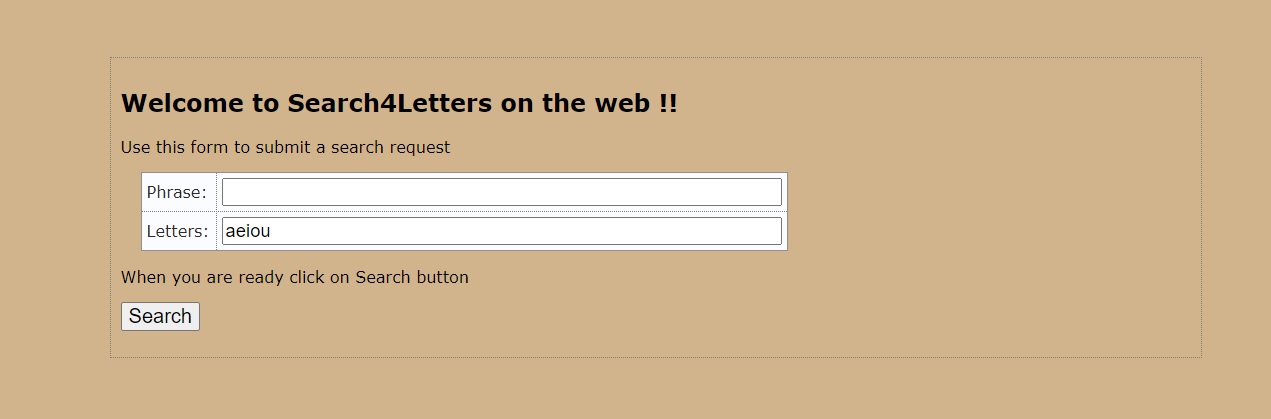 Welcome to Search4Letters on the web !!
Use this form to submit a search request
Phrase:
Letters: aeiou
When you are ready click on Search button
Search